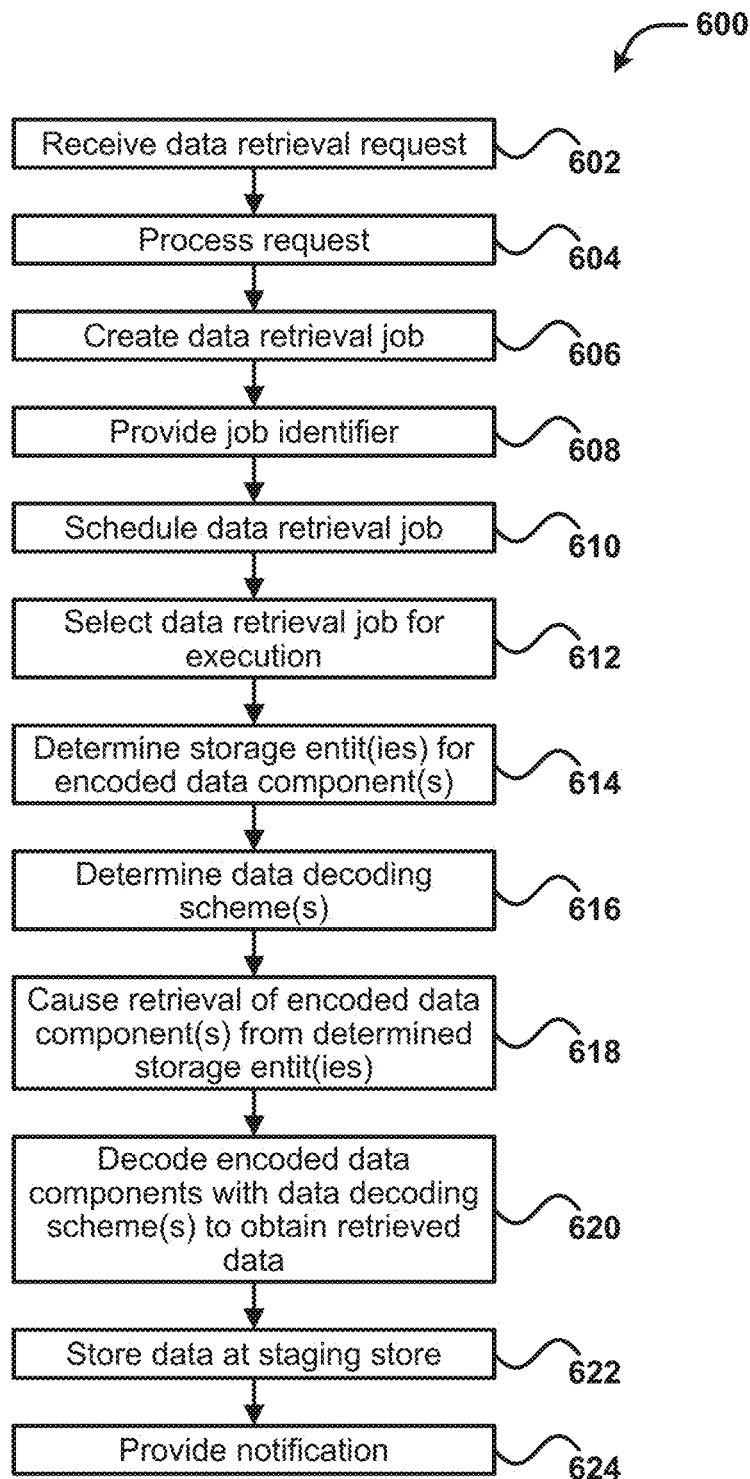 600
Receive data retrieval request
602
Process request
604
Create data retrieval job
606
Provide job identifier
608
Schedule data retrieval job
610
Select data retrieval job for
execution
612
Determine storage entit(ies) for
encoded data component(s)
614
Determine data decoding
scheme(s)
616
Cause retrieval of encoded data
component(s) from determined
storage entit(ies)
618
Decode encoded data
components with data decoding
scheme(s) to obtain retrieved
data
620
Store data at staging store
622
Provide notification
624